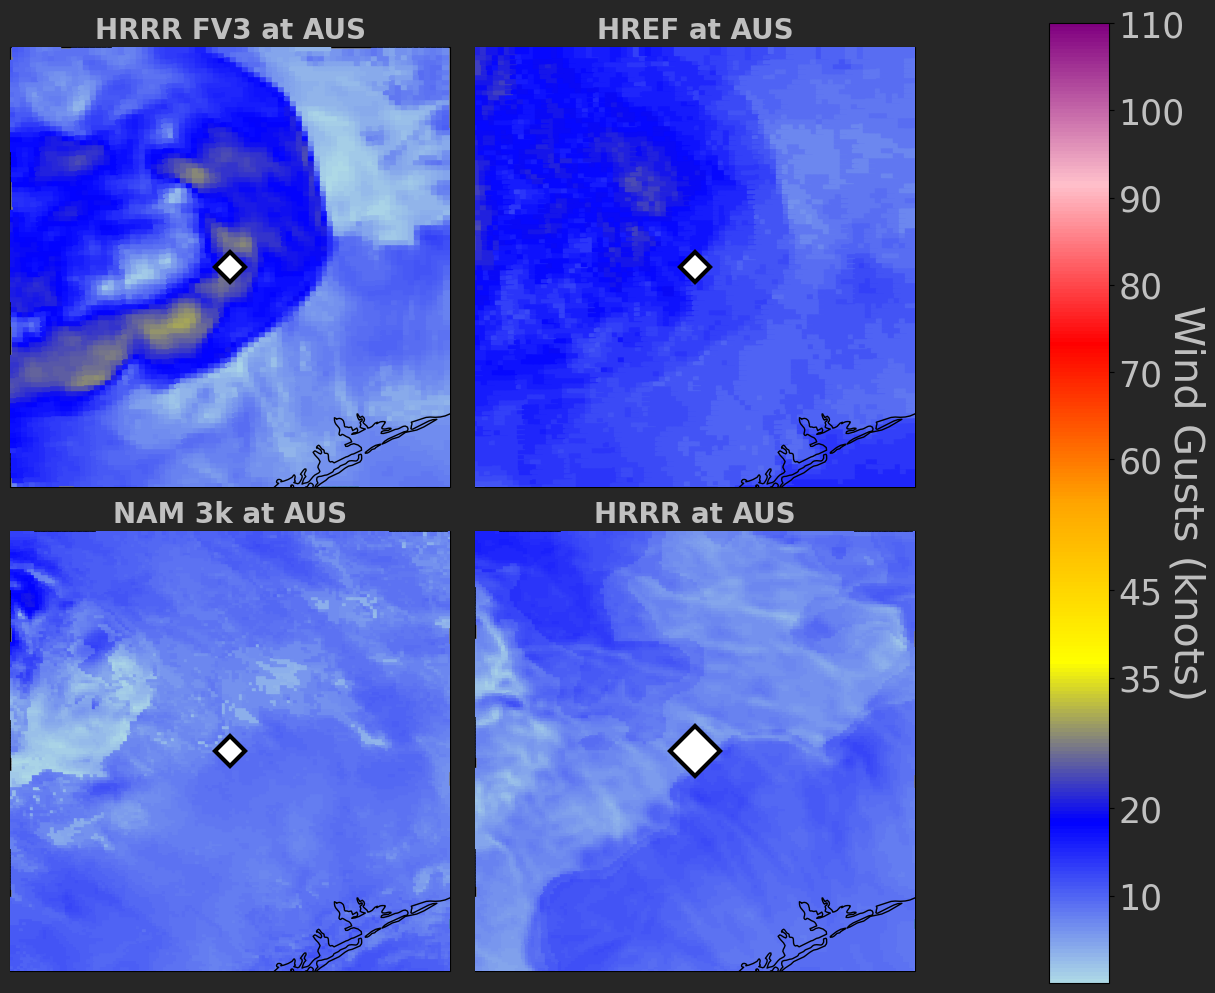 HRRR FV3 at AUS
HREF at AUS
NAM 3k at AUS
HRRR at AUS
110
100
90
80
70
60
45
35
20
10
Wind Gusts (knots)